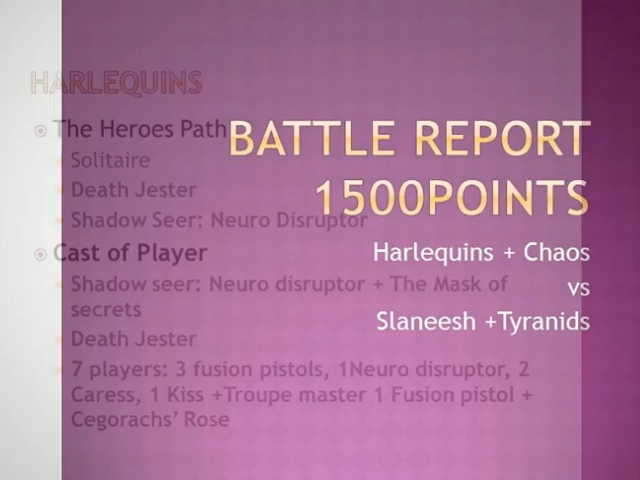 HARLEQUINS
The Heroes Path
Solitaire
Death Jester
Shadow Seer: Neuro Disruptor
Cast of Player
Shadow seer: Neuro disruptor + The Mask of
secrets
Death Jester
7 players: 3 fusion pistols, 1Neuro disruptor, 2
Caress, 1 Kiss +Troupe master 1 Fusion pistol +
Cegorachs' Rose
BATTLE REPORT
1500POINTS
Harlequins + Chaos
vs
Slaneesh +Tyranids